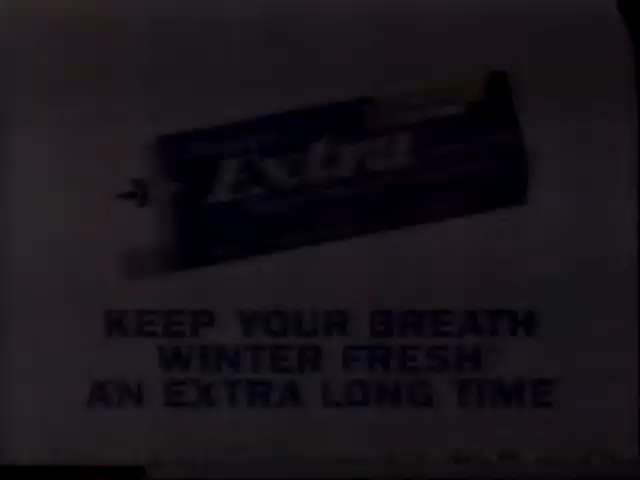 Extra
KEEP YOUR BREATH
WINTER FRESH
AN EXTRA LONG TIME